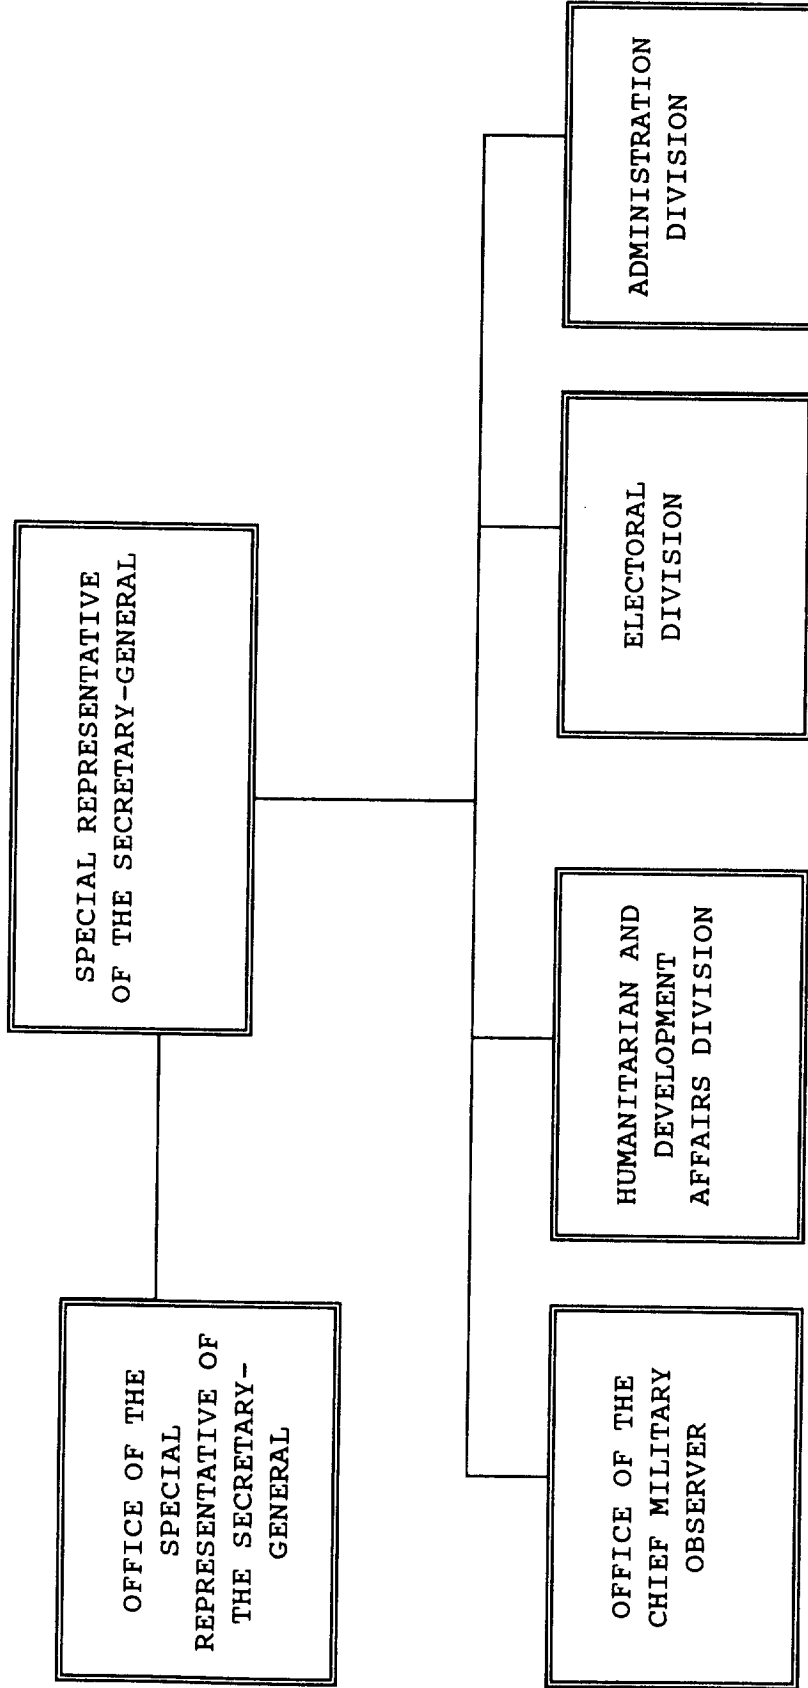 SPECIAL REPRESENTATIVE
OF THE SECRETARY-GENERAL
OFFICE OF THE
SPECIAL
REPRESENTATIVE OF
THE SECRETARY-
GENERAL
OFFICE OF THE
CHIEF MILITARY
OBSERVER
HUMANITARIAN AND
DEVELOPMENT
AFFAIRS DIVISION
ELECTORAL
DIVISION
ADMINISTRATION
DIVISION